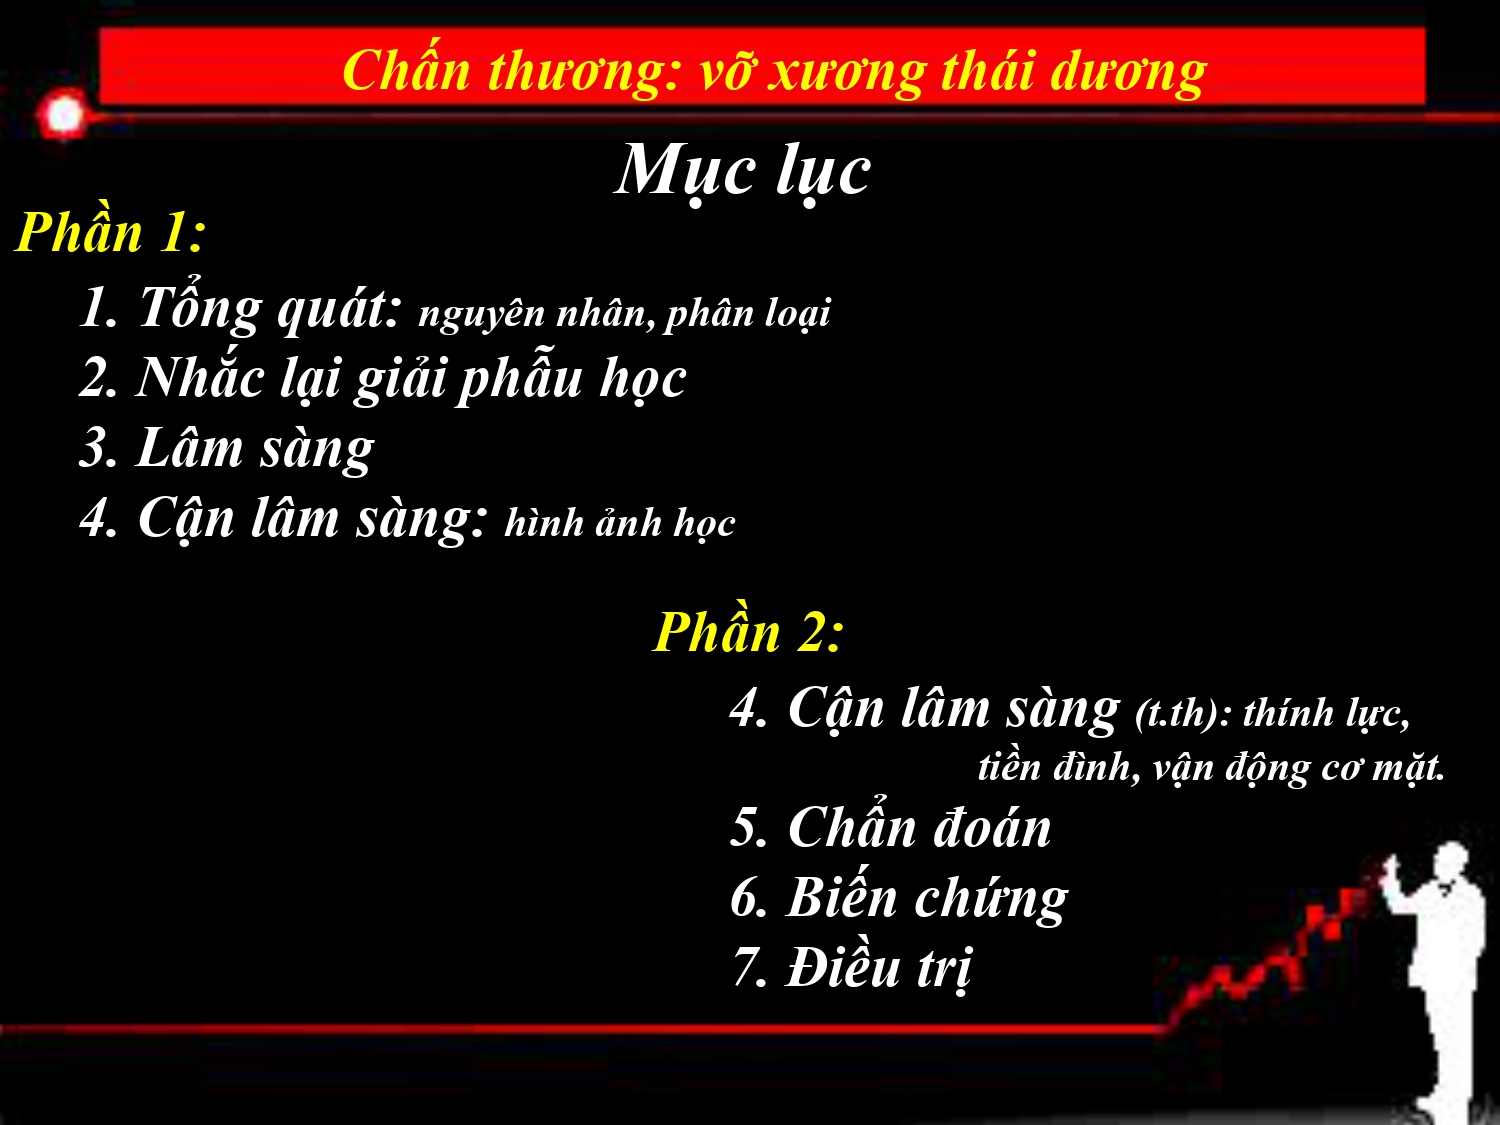 Chấn thương: vỡ xương thái dương
Mục lục
Phần 1:
1. Tổng quát: nguyên nhân, phân loại
2. Nhắc lại giải phẫu học
3. Lâm sàng
4. Cận lâm sàng: hình ảnh học
Phần 2:
4. Cận lâm sàng (t.th): thính lực,
tiền đình, vận động cơ mặt.
5. Chẩn đoán
6. Biến chứng
7. Điều trị